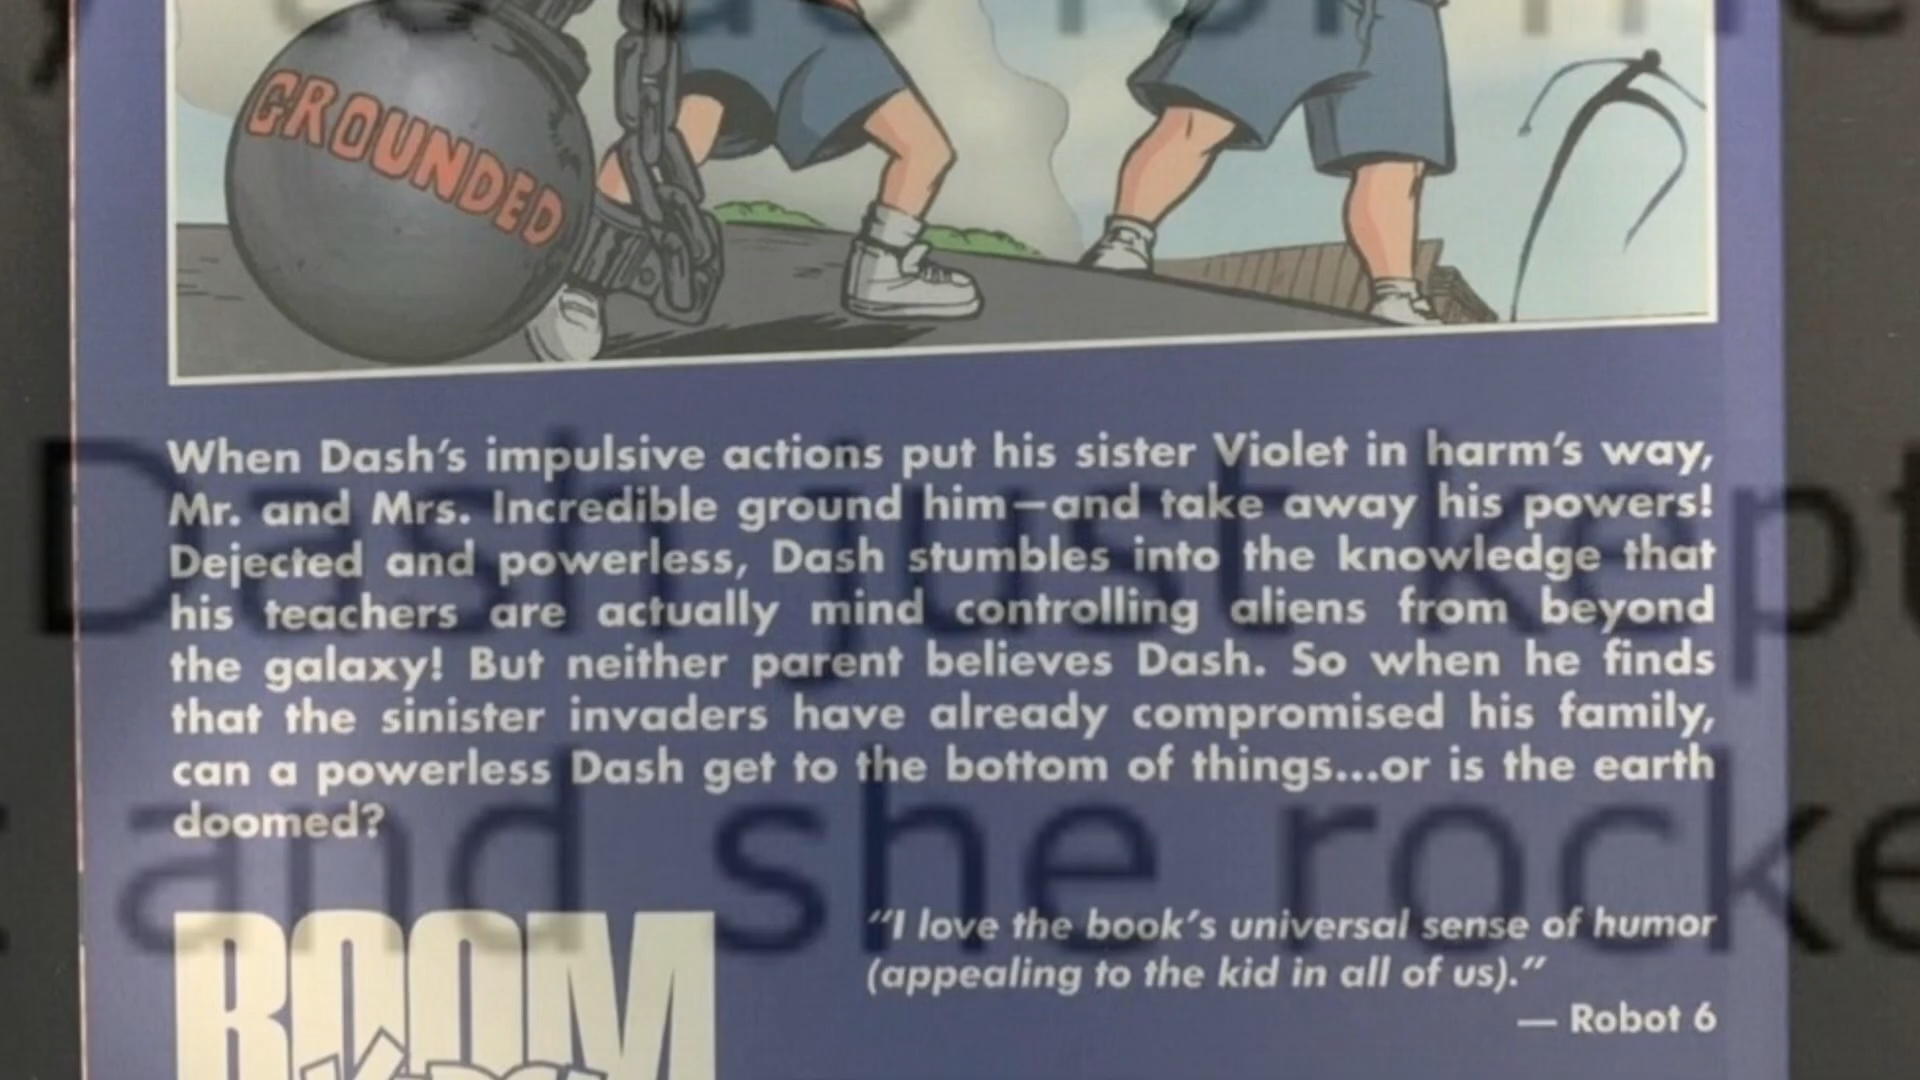 GROUNDED
When Dash's impulsive actions put his sister Violet in harm's way,
Mr. and Mrs. Incredible ground him—and take away his powers!
Dejected and powerless, Dash stumbles into the knowledge that
his teachers are actually mind controlling aliens from beyond
the galaxy! But neither parent believes Dash. So when he finds
that the sinister invaders have already compromised his family,
can a powerless Dash get to the bottom of things...or is the earth
doomed?
Dash just kept
and she rocke
BOOM
"I love the book's universal sense of humor
(appealing to the kid in all of us)."
— Robot 6